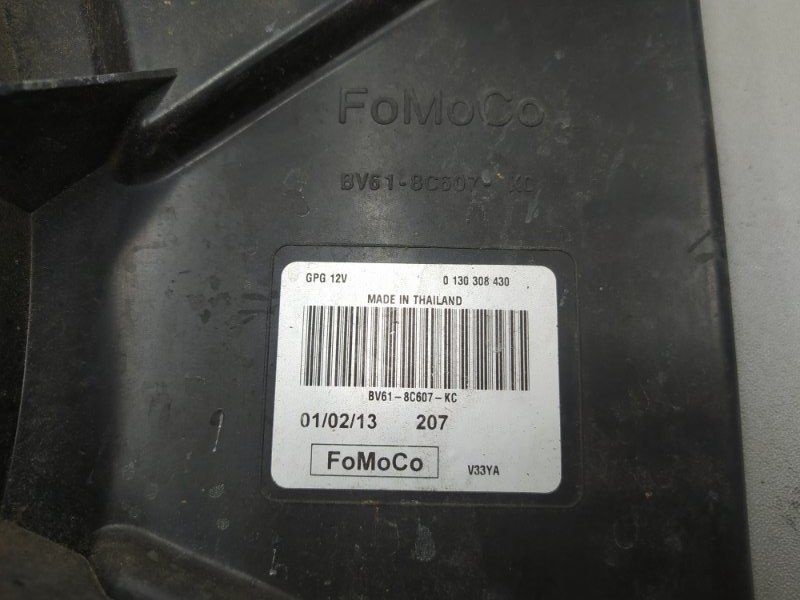 FoMoCo
BV61-8C607- KC
GPG 12V 0 130 308 430
MADE IN THAILAND
BV61-8C607-KC
01/02/13 207
FoMoCo V33YA